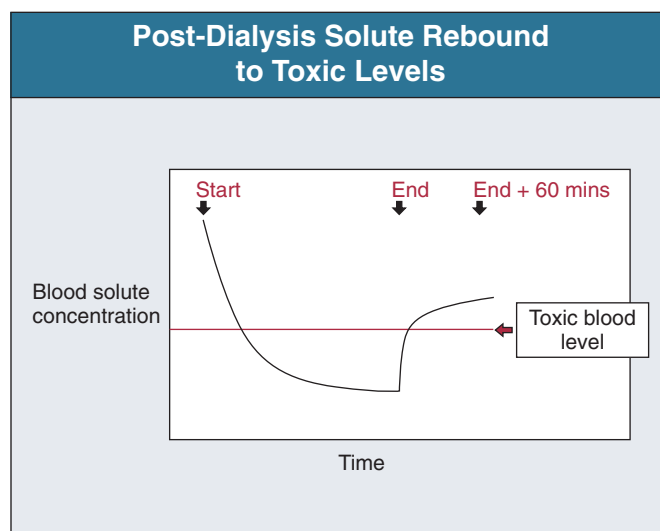 Post-Dialysis Solute Rebound
to Toxic Levels
Start
End
End + 60 mins
Blood solute
concentration
Toxic blood
level
Time